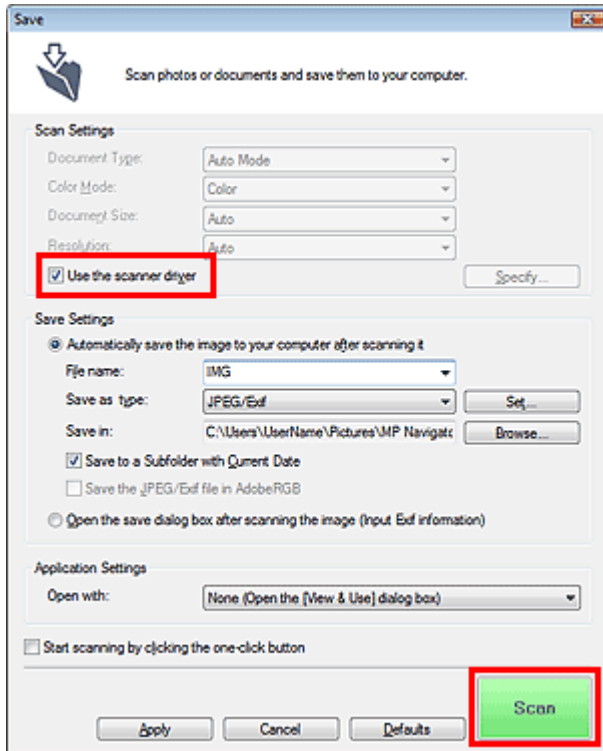 Save
Scan photos or documents and save them to your computer.
Scan Settings
Document Type: Auto Mode
Color Mode: Color
Document Size: Auto
Resolution: Auto
Use the scanner driver Specify...
Save Settings
Automatically save the image to your computer after scanning it
File name: IMG
Save as type: JPEG/Exif Set...
Save in: C:\Users\UserName\Pictures\MP Navigatc Browse...
Save to a Subfolder with Current Date
Save the JPEG/Exif file in AdobeRGB
Open the save dialog box after scanning the image (Input Exif information)
Application Settings
Open with: None (Open the [View & Use] dialog box)
Start scanning by clicking the one-click button
Scan
Apply Cancel Defaults